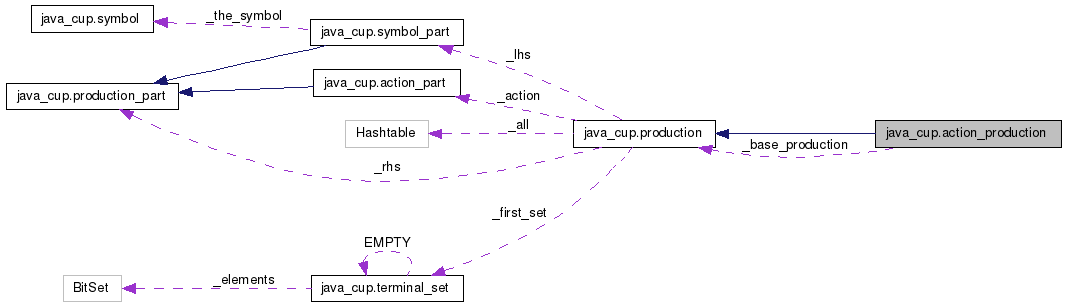 java_cup.symbol
_the_symbol
java_cup.symbol_part
_lhs
java_cup.production_part
java_cup.action_part
_action
Hashtable
_all
java_cup.production
_base_production
java_cup.action_production
_rhs
_first_set
EMPTY
BitSet
_elements
java_cup.terminal_set